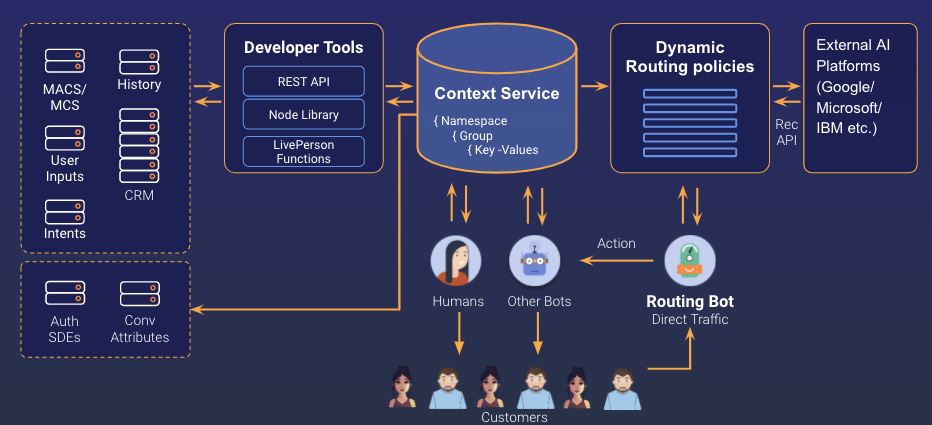 MACS/
MCS
History
User
Inputs
CRM
Intents
Auth
SDEs
Conv
Attributes
Developer Tools
REST API
Node Library
LivePerson
Functions
Context Service
{ Namespace
{ Group
{ Key -Values
Dynamic
Routing policies
Rec
API
External AI
Platforms
(Google/
Microsoft/
IBM etc.)
Humans
Other Bots
Action
Routing Bot
Direct Traffic
Customers